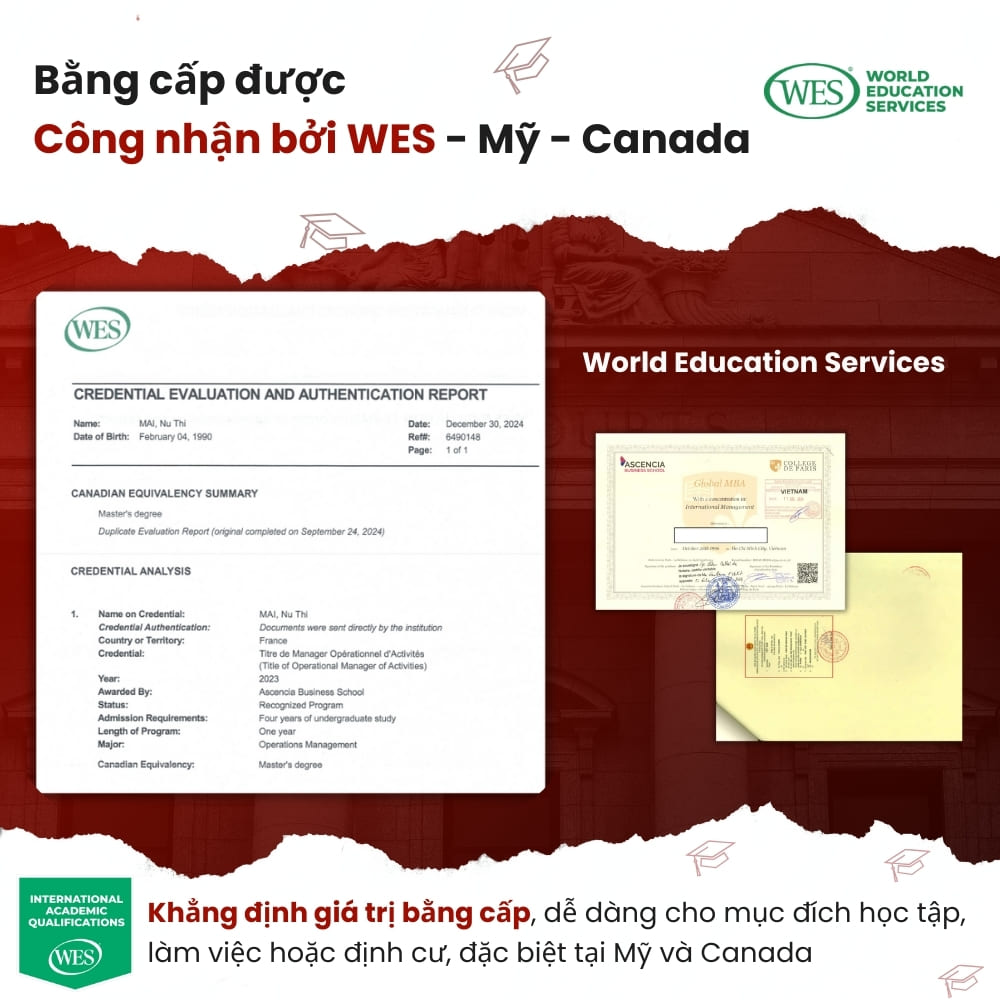 Bằng cấp được
Công nhận bởi WES - Mỹ - Canada
WES
WORLD
EDUCATION
SERVICES
WES
CREDENTIAL EVALUATION AND AUTHENTICATION REPORT
Name: MAI, Nu Thi Date: December 30, 2024
Date of Birth: February 04, 1990 Ref#: 6490148
Page: 1 of 1
CANADIAN EQUIVALENCY SUMMARY
Master's degree
Duplicate Evaluation Report (original completed on September 24, 2024)
CREDENTIAL ANALYSIS
1. Name on Credential: MAI, Nu Thi
Credential Authentication: Documents were sent directly by the institution
Country or Territory: France
Credential: Titre de Manager Opérationnel d'Activités
(Title of Operational Manager of Activities)
Year: 2023
Awarded By: Ascencia Business School
Status: Recognized Program
Admission Requirements: Four years of undergraduate study
Length of Program: One year
Major: Operations Management
Canadian Equivalency: Master's degree
World Education Services
ASCENCIA
BUSINESS SCHOOL
COLLEGE
DE PARIS
Global MBA
With a concentration in
International Management
VIETNAM
INTERNATIONAL
ACADEMIC
QUALIFICATIONS
WES
Khẳng định giá trị bằng cấp, dễ dàng cho mục đích học tập,
làm việc hoặc định cư, đặc biệt tại Mỹ và Canada